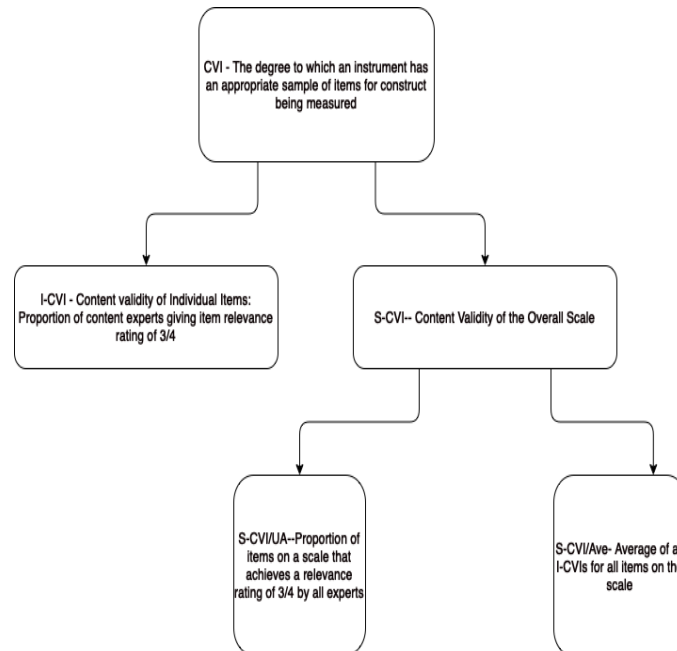 CVI - The degree to which an instrument has
an appropriate sample of items for construct
being measured
I-CVI - Content validity of Individual Items:
Proportion of content experts giving item relevance
rating of 3/4
S-CVI-- Content Validity of the Overall Scale
S-CVI/UA--Proportion of
items on a scale that
achieves a relevance
rating of 3/4 by all experts
S-CVI/Ave- Average of
I-CVIs for all items on
scale